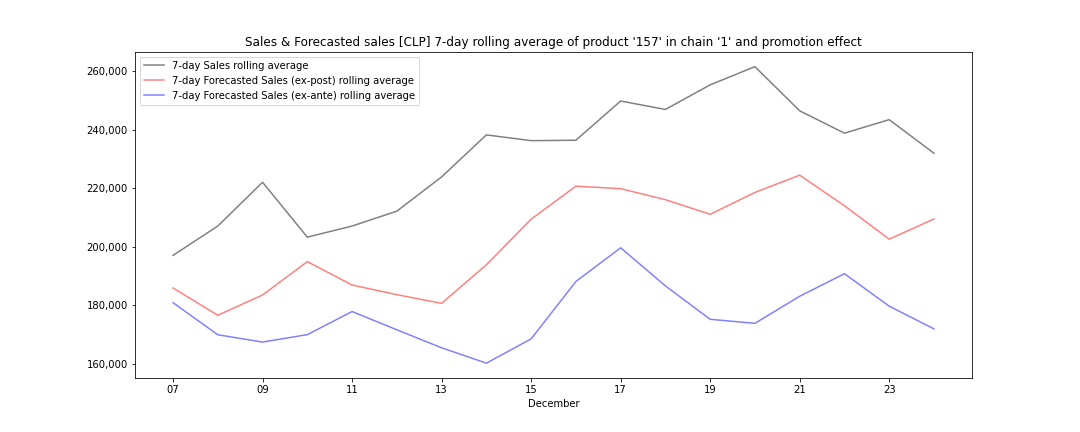 Sales & Forecasted sales [CLP] 7-day rolling average of product '157' in chain '1' and promotion effect
7-day Sales rolling average
7-day Forecasted Sales (ex-post) rolling average
7-day Forecasted Sales (ex-ante) rolling average
260,000
240,000
220,000
200,000
180,000
160,000
07 09 11 13 15 17 19 21 23
December